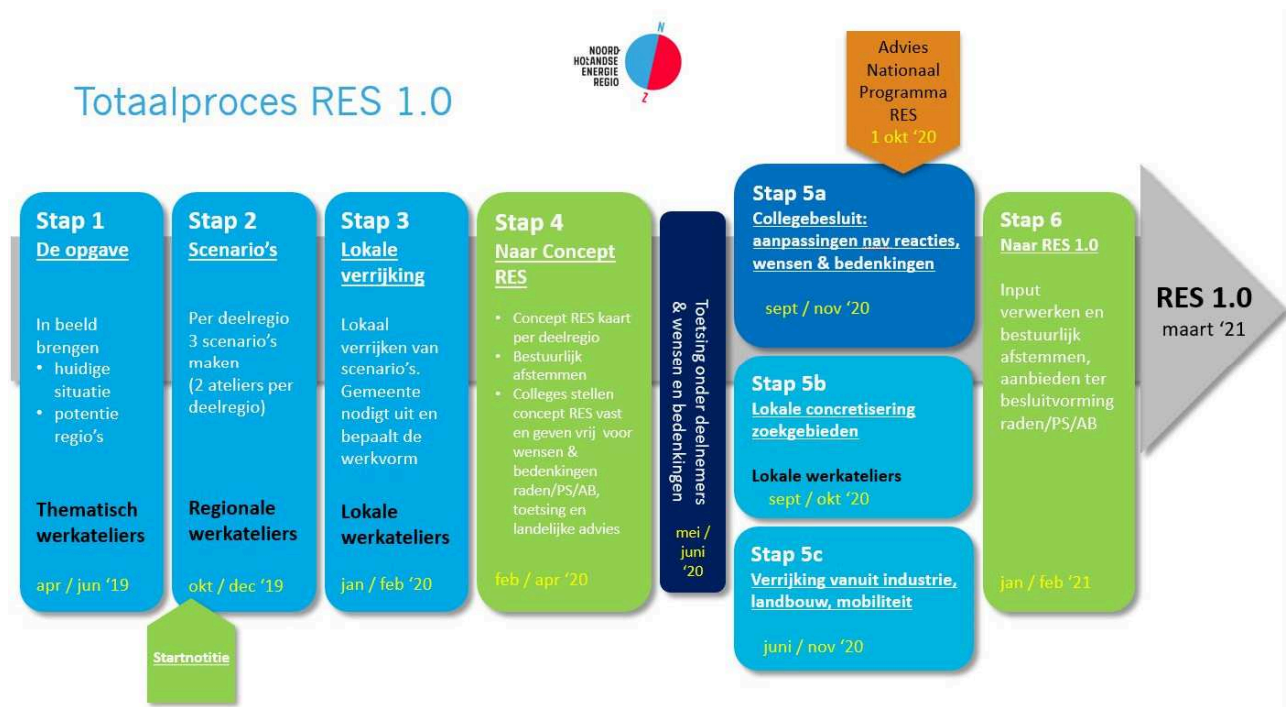 Totaalproces RES 1.0
NOORD-
HOLLANDSE
ENERGIE
REGIO
N
Z
Advies
Nationaal
Programma
RES
1 okt ‘20
Stap 1
De opgave
In beeld
brengen
• huidige
situatie
• potentie
regio's
Thematisch
werkateliers
apr / jun ‘19
Stap 2
Scenario’s
Per deelregio
3 scenario’s
maken
(2 ateliers per
deelregio)
Regionale
werkateliers
okt / dec ‘19
Startnotitie
Stap 3
Lokale
verrijking
Lokaal
verrijken van
scenario’s.
Gemeente
nodigt uit en
bepaalt de
werkvorm
Lokale
werkateliers
jan / feb ‘20
Stap 4
Naar Concept
RES
• Concept RES kaart
per deelregio
• Bestuurlijk
afstemmen
• Colleges stellen
concept RES vast
en geven vrij voor
wensen &
bedenkingen
raden/PS/AB,
toetsing en
landelijke advies
feb / apr ‘20
Toetsing onder deelnemers
& wensen en bedenkingen
mei /
juni
‘20
Stap 5a
Collegebesluit:
aanpassingen nav reacties,
wensen & bedenkingen
sept / nov ‘20
Stap 5b
Lokale concretisering
zoekgebieden
Lokale werkateliers
sept / okt ‘20
Stap 5c
Verrijking vanuit industrie,
landbouw, mobiliteit
juni / nov ‘20
Stap 6
Naar RES 1.0
Input
verwerken en
bestuurlijk
afstemmen,
aanbieden ter
besluitvorming
raden/PS/AB
jan / feb ‘21
RES 1.0
maart ‘21